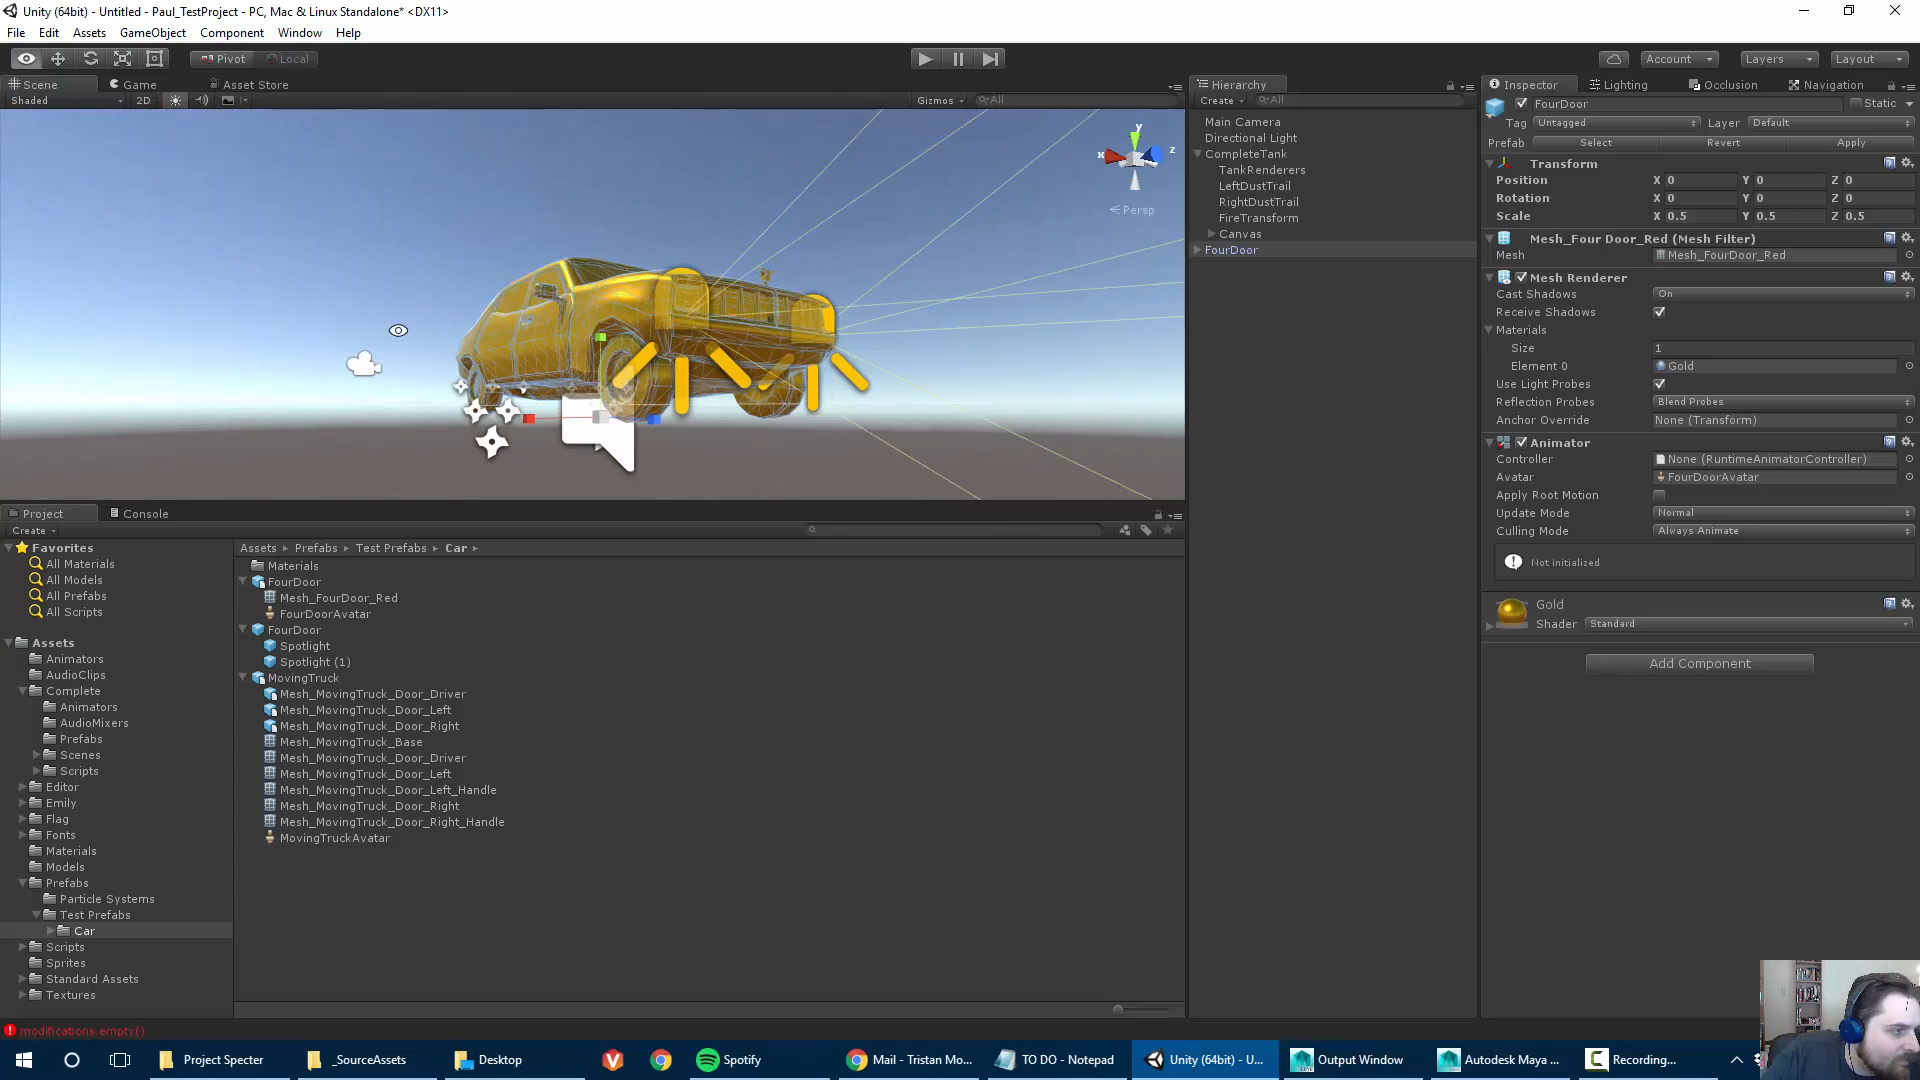 Unity (64bit) - Untitled - Paul_TestProject - PC, Mac & Linux Standalone* <DX11>
File Edit Assets GameObject Component Window Help
Pivot Local
Account Layers Layout
Scene Game Asset Store
Shaded 2D Gizmos All
y
x
z
Persp
Hierarchy
Create All
Main Camera
Directional Light
CompleteTank
TankRenderers
LeftDustTrail
RightDustTrail
FireTransform
Canvas
FourDoor
Inspector Lighting Occlusion Navigation
FourDoor Static
Tag Untagged Layer Default
Prefab Select Revert Apply
Transform
Position X 0 Y 0 Z 0
Rotation X 0 Y 0 Z 0
Scale X 0.5 Y 0.5 Z 0.5
Mesh_Four Door_Red (Mesh Filter)
Mesh Mesh_FourDoor_Red
Mesh Renderer
Cast Shadows On
Receive Shadows
Materials
Size 1
Element 0 Gold
Use Light Probes
Reflection Probes Blend Probes
Anchor Override None (Transform)
Animator
Controller None (RuntimeAnimatorController)
Avatar FourDoorAvatar
Apply Root Motion
Update Mode Normal
Culling Mode Always Animate
Not initialized
Gold
Shader Standard
Add Component
Project Console
Create
Favorites
All Materials
All Models
All Prefabs
All Scripts
Assets
Animators
AudioClips
Complete
Animators
AudioMixers
Prefabs
Scenes
Scripts
Editor
Emily
Flag
Fonts
Materials
Models
Prefabs
Particle Systems
Test Prefabs
Car
Scripts
Sprites
Standard Assets
Textures
Assets Prefabs Test Prefabs Car
Materials
FourDoor
Mesh_FourDoor_Red
FourDoorAvatar
FourDoor
Spotlight
Spotlight (1)
MovingTruck
Mesh_MovingTruck_Door_Driver
Mesh_MovingTruck_Door_Left
Mesh_MovingTruck_Door_Right
Mesh_MovingTruck_Base
Mesh_MovingTruck_Door_Driver
Mesh_MovingTruck_Door_Left
Mesh_MovingTruck_Door_Left_Handle
Mesh_MovingTruck_Door_Right
Mesh_MovingTruck_Door_Right_Handle
MovingTruckAvatar
modifications.empty()
Project Specter _SourceAssets Desktop Spotify Mail - Tristan Mo... TO DO - Notepad Unity (64bit) - U... Output Window Autodesk Maya ... Recording...